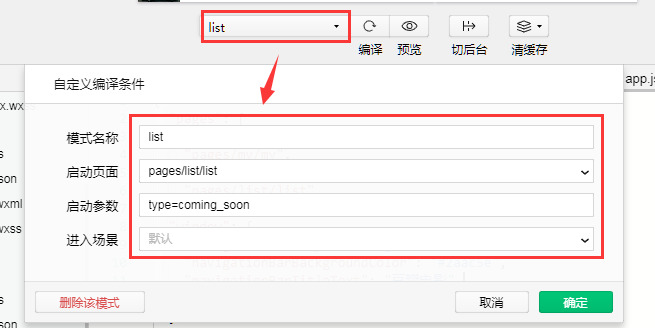 list
编译
预览
切后台
清缓存
自定义编译条件
app.js
x.wxss
模式名称
list
启动页面
pages/list/list
启动参数
type=coming_soon
进入场景
默认
son
wxml
wxss
son
删除该模式
取消
确定